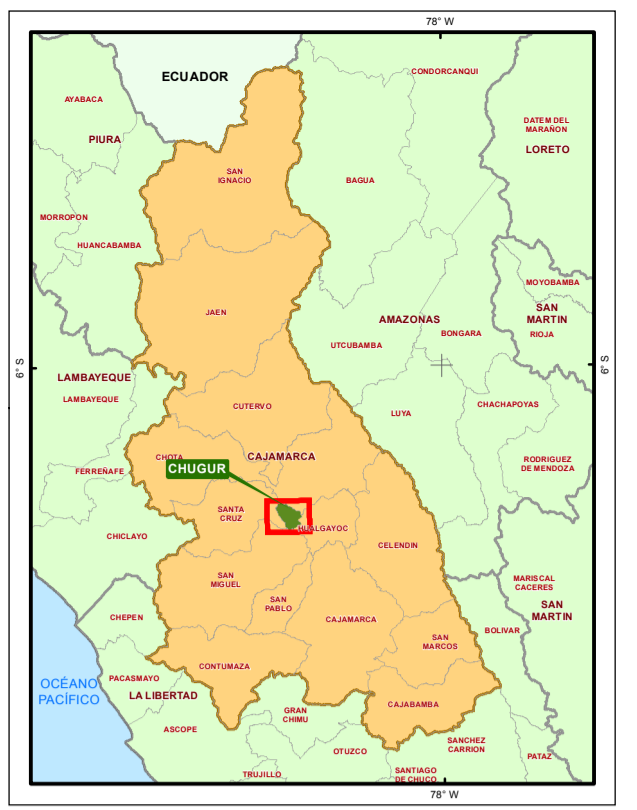 78° W
ECUADOR
CONDORCANQUI
AYABACA
DATEM DEL
MARAÑON
PIURA
LORETO
SAN
IGNACIO
BAGUA
MORROPON
HUANCABAMBA
MOYOBAMBA
JAEN
SAN
MARTIN
AMAZONAS
BONGARA
RIOJA
UTCUBAMBA
6° S
6° S
LAMBAYEQUE
LAMBAYEQUE
CUTERVO
LUYA
CHACHAPOYAS
CHOTA
CAJAMARCA
CHUGUR
FERREÑAFE
RODRIGUEZ
DE MENDOZA
SANTA
CRUZ
HUALGAYOC
CHICLAYO
CELENDIN
SAN
MIGUEL
MARISCAL
CACERES
SAN
MARTIN
SAN
PABLO
CHEPEN
CAJAMARCA
BOLIVAR
SAN
MARCOS
CONTUMAZA
PACASMAYO
OCÉANO
PACÍFICO
LA LIBERTAD
CAJABAMBA
GRAN
CHIMU
ASCOPE
SANCHEZ
CARRION
OTUZCO
PATAZ
TRUJILLO
SANTIAGO
DE CHUCO
78° W